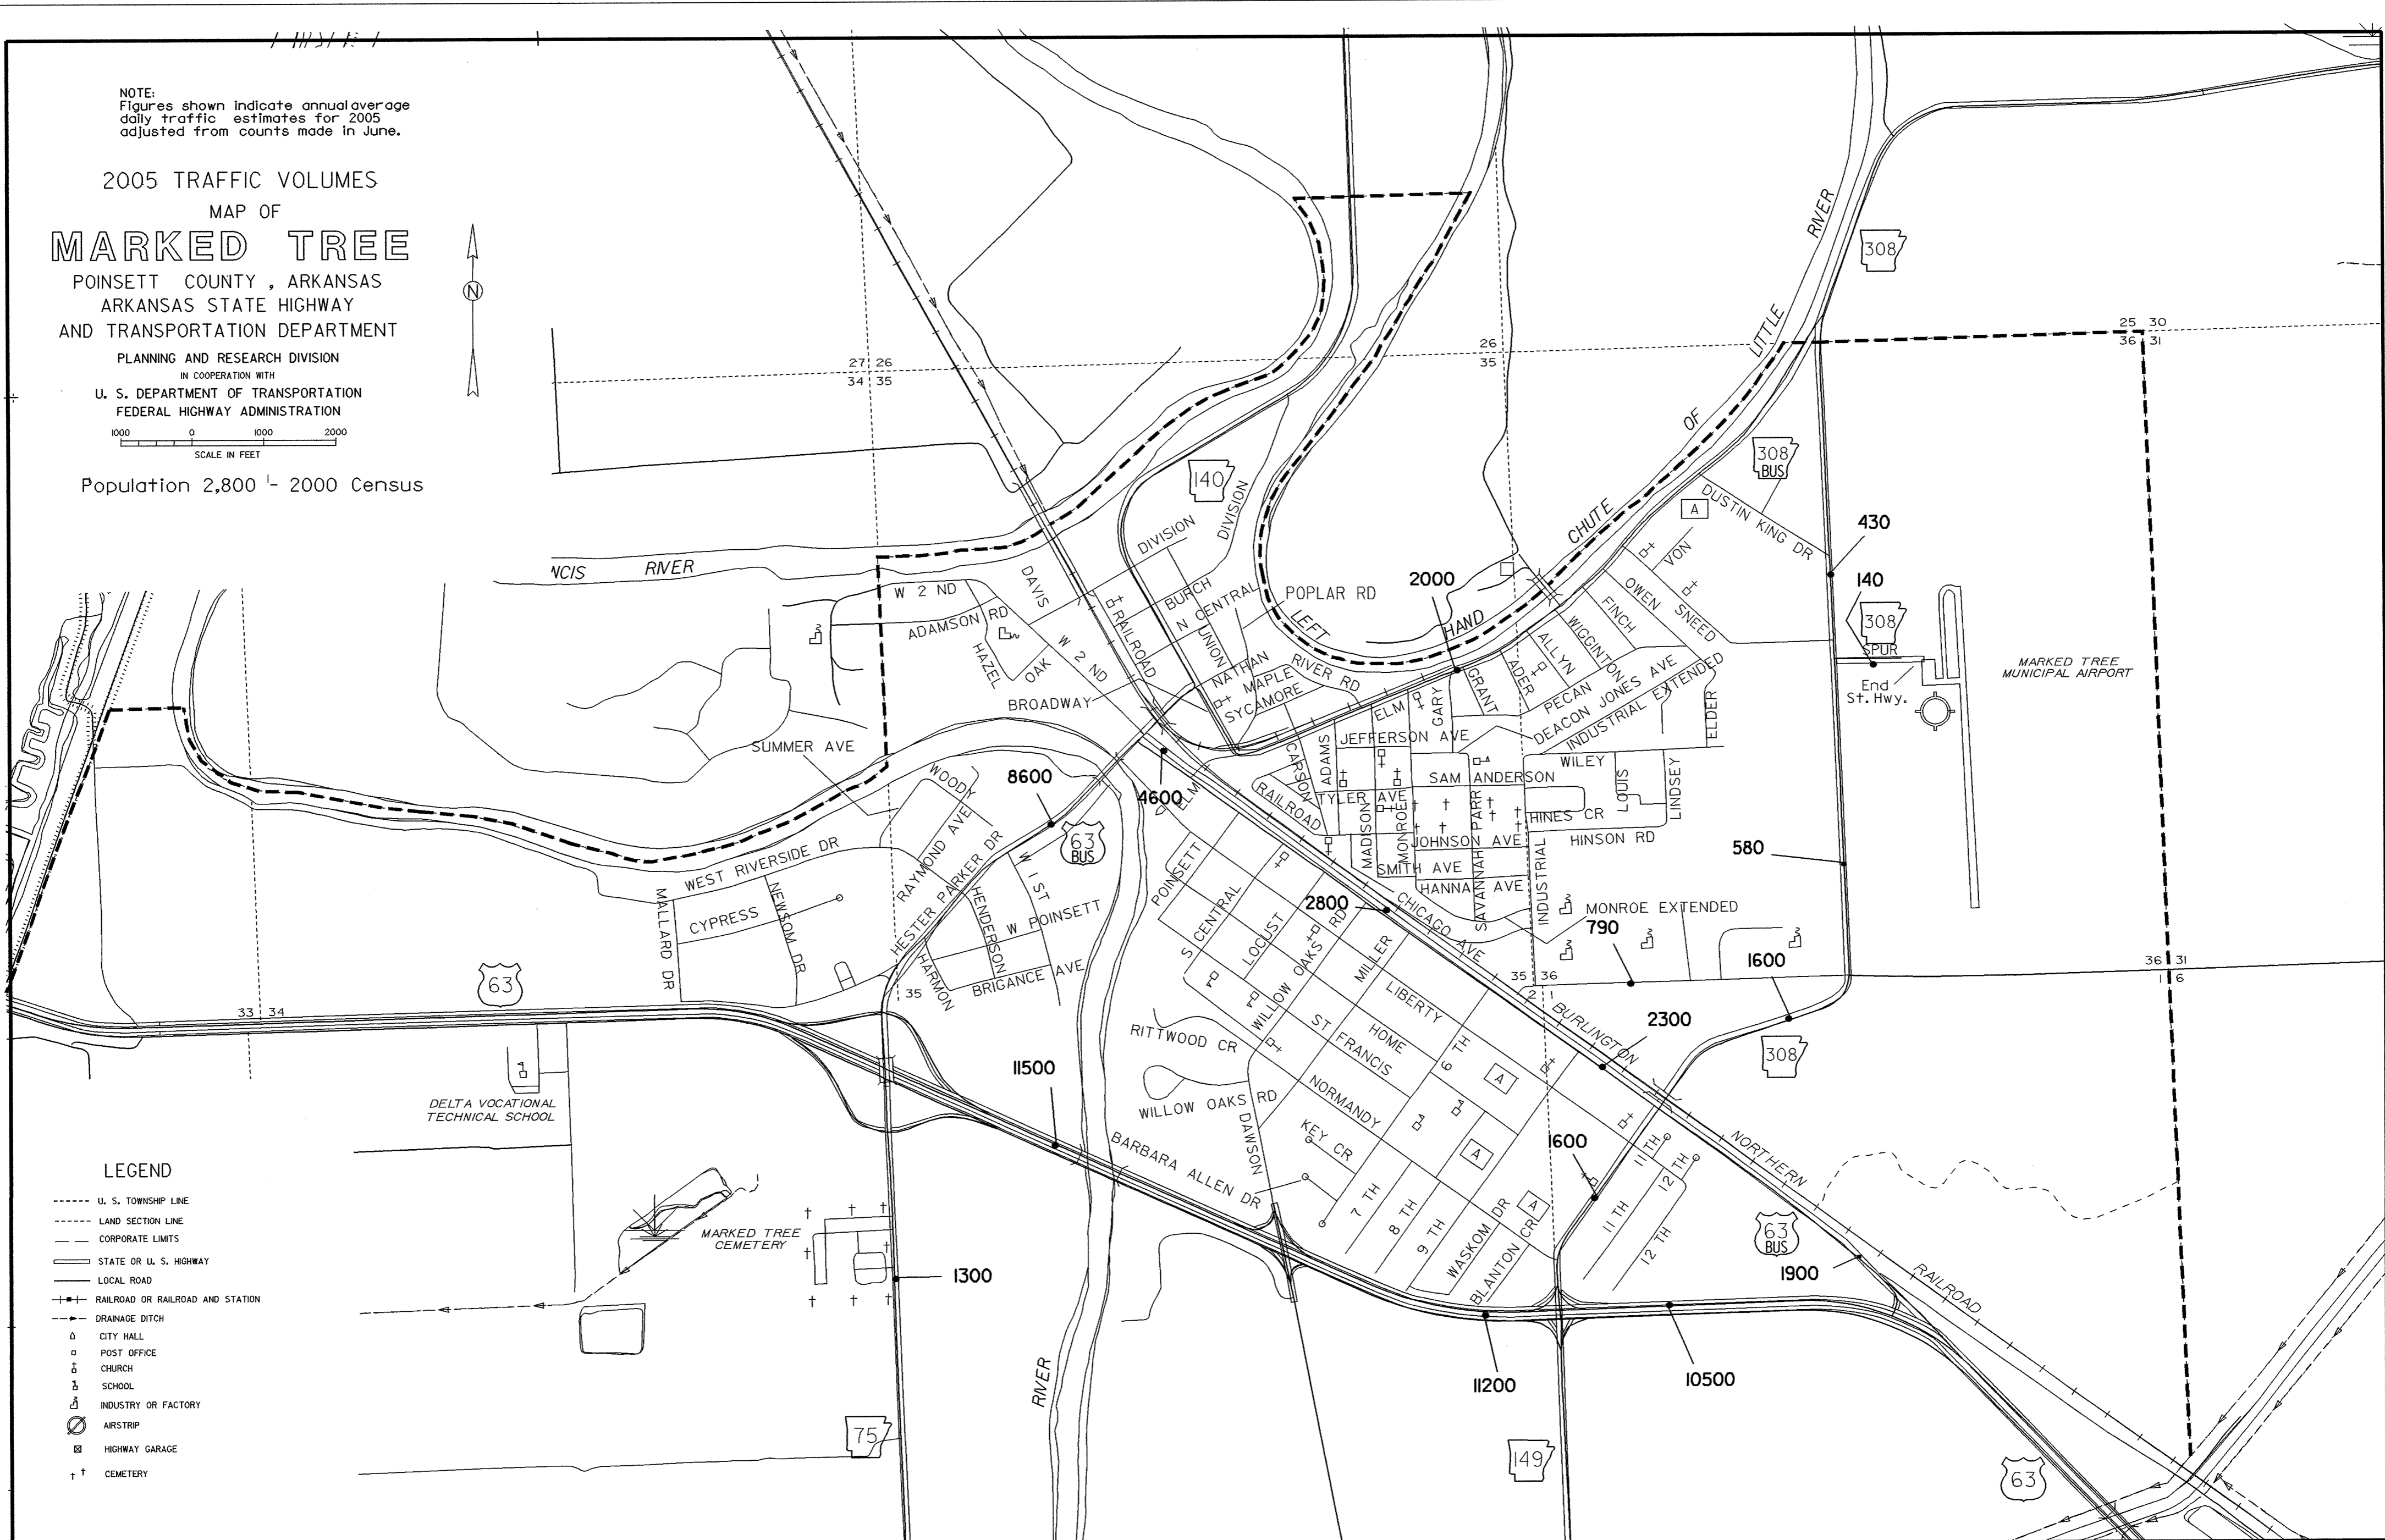 NOTE:
Figures shown indicate annual average
daily traffic estimates for 2005
adjusted from counts made in June.
2005 TRAFFIC VOLUMES
MAP OF
MARKED TREE
POINSETT COUNTY , ARKANSAS
ARKANSAS STATE HIGHWAY
AND TRANSPORTATION DEPARTMENT
PLANNING AND RESEARCH DIVISION
IN COOPERATION WITH
U. S. DEPARTMENT OF TRANSPORTATION
FEDERAL HIGHWAY ADMINISTRATION
1000 0 1000 2000
SCALE IN FEET
Population 2,800 - 2000 Census
N
RIVER
308
LITTLE
OF
CHUTE
HAND
LEFT
25 30
36 31
27 26
34 35
26
35
308
BUS
A
DUSTIN KING DR
430
140
308
SPUR
End
St. Hwy.
MARKED TREE
MUNICIPAL AIRPORT
140
DIVISION
DIVISION
NCIS RIVER
W 2 ND
ADAMSON RD
DAVIS
HAZEL
OAK
W 2 ND
RAILROAD
BURCH
N CENTRAL
UNION
NATHAN
MAPLE
SYCAMORE
RIVER RD
POPLAR RD
2000
BROADWAY
VON
OWEN SNEED
FINCH
WIGGINTON
ALLYN
ADER
GRANT
GARY
ELM
PECAN
DEACON JONES AVE
INDUSTRIAL EXTENDED
ELDER
SUMMER AVE
8600
4600
ELM
63
BUS
WOODY
RAYMOND AVE
HESTER PARKER DR
WEST RIVERSIDE DR
MALLARD DR
CYPRESS
NEWSOM DR
HENDERSON
W 1 ST
W POINSETT
HARMON
BRIGANCE AVE
CARSON
ADAMS
JEFFERSON AVE
SAM ANDERSON
WILEY
LOUIS
LINDSEY
RAILROAD
TYLER AVE
MADISON
MONROE
SAVANNAH PARR
HINES CR
JOHNSON AVE
HINSON RD
SMITH AVE
HANNA AVE
INDUSTRIAL
580
POINSETT
S CENTRAL
LOCUST
WILLOW OAKS RD
2800
CHICAGO AVE
MONROE EXTENDED
790
1600
MILLER
LIBERTY
HOME
ST FRANCIS
NORMANDY
6 TH
A
35 36
2
36 31
1 6
BURLINGTON
2300
308
63
33 34
35
RITTWOOD CR
WILLOW OAKS RD
DAWSON
KEY CR
11500
BARBARA ALLEN DR
DELTA VOCATIONAL
TECHNICAL SCHOOL
MARKED TREE
CEMETERY
1300
A
1600
7 TH
8 TH
9 TH
WASKOM DR
BLANTON CR
A
11 TH
12 TH
11 TH
12 TH
NORTHERN
RAILROAD
63
BUS
1900
11200
10500
RIVER
75
149
63
LEGEND
U. S. TOWNSHIP LINE
LAND SECTION LINE
CORPORATE LIMITS
STATE OR U. S. HIGHWAY
LOCAL ROAD
RAILROAD OR RAILROAD AND STATION
DRAINAGE DITCH
CITY HALL
POST OFFICE
CHURCH
SCHOOL
INDUSTRY OR FACTORY
AIRSTRIP
HIGHWAY GARAGE
CEMETERY